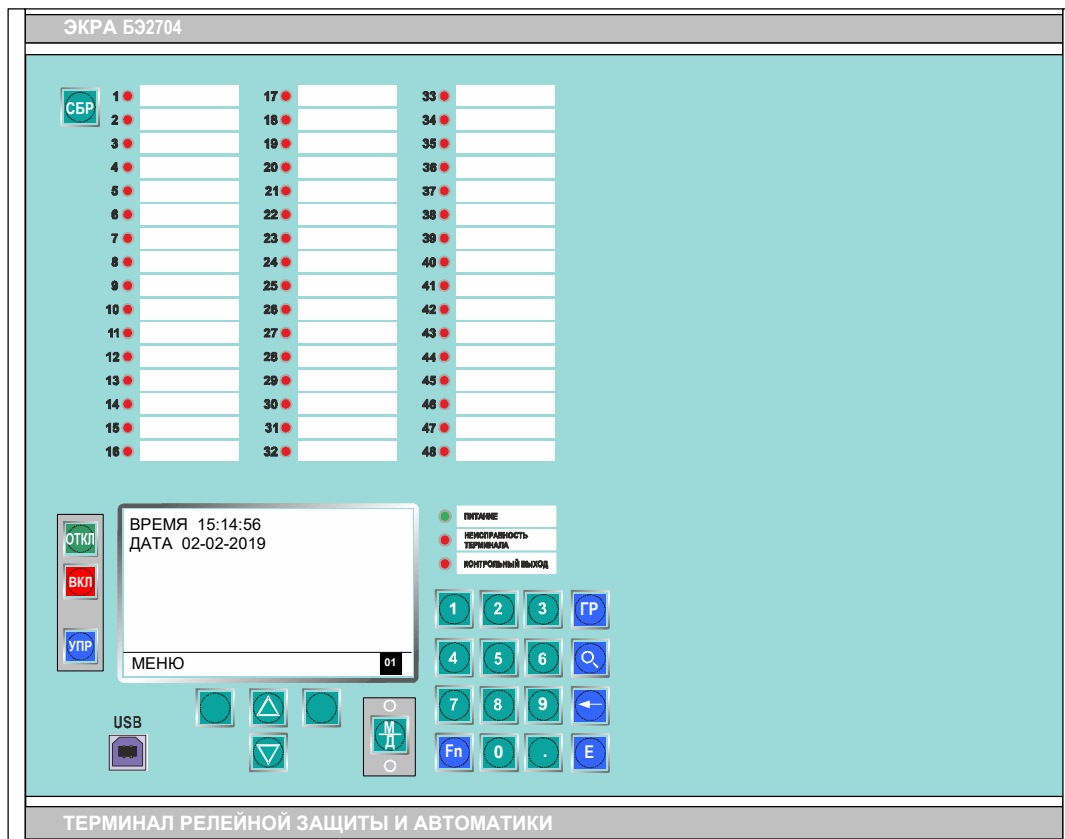 ЭКРА БЭ2704
СБР
1 17 33
2 18 34
3 19 35
4 20 36
5 21 37
6 22 38
7 23 39
8 24 40
9 25 41
10 26 42
11 27 43
12 28 44
13 29 45
14 30 46
15 31 47
16 32 48
ОТКЛ
ВКЛ
УПР
ВРЕМЯ 15:14:56
ДАТА 02-02-2019
МЕНЮ 01
ПИТАНИЕ
НЕИСПРАВНОСТЬ
ТЕРМИНАЛА
КОНТРОЛЬНЫЙ ВЫХОД
1 2 3 ГР
4 5 6
7 8 9
Fn 0 . E
USB
М
Д
ТЕРМИНАЛ РЕЛЕЙНОЙ ЗАЩИТЫ И АВТОМАТИКИ